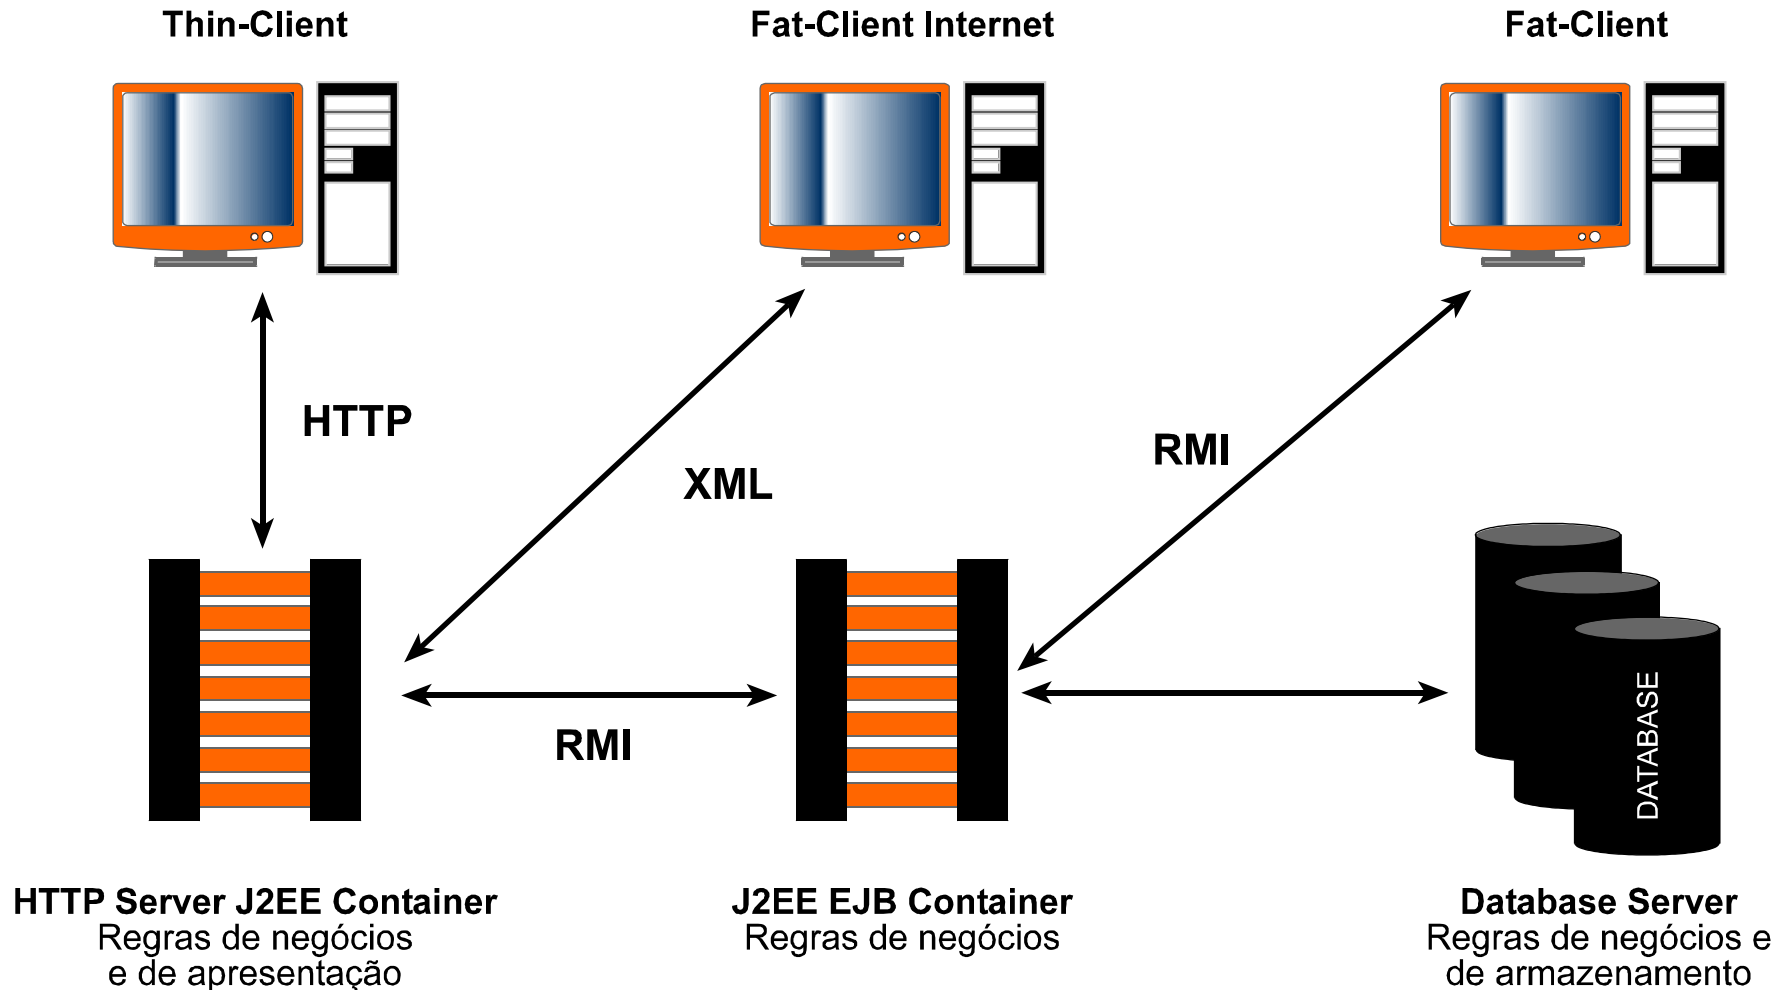 Thin-Client
Fat-Client Internet
Fat-Client
HTTP
XML
RMI
RMI
DATABASE
HTTP Server J2EE Container
Regras de negócios
e de apresentação
J2EE EJB Container
Regras de negócios
Database Server
Regras de negócios e
de armazenamento